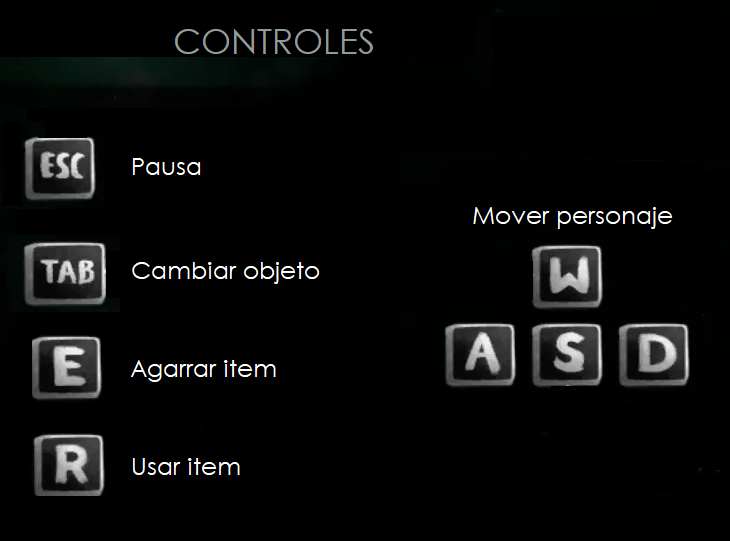 CONTROLES
ESC Pausa
TAB Cambiar objeto
E Agarrar item
R Usar item
Mover personaje
W
A S D